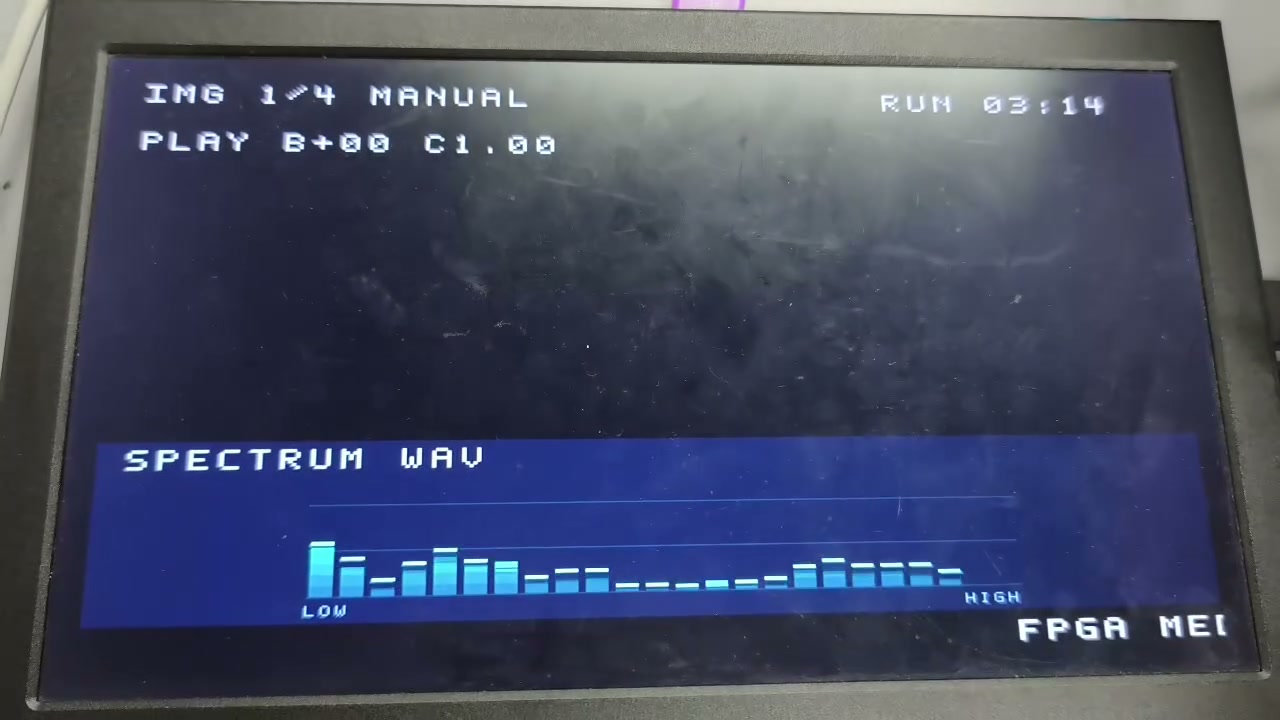 IMG 1/4 MANUAL
RUN 03:14
PLAY B+00 C1.00
SPECTRUM WAV
LOW
HIGH
FPGA